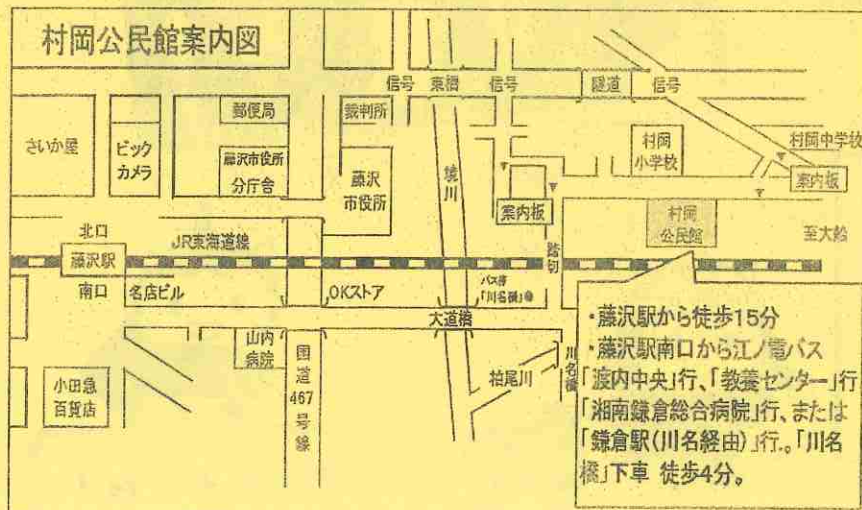 村岡公民館案内図
信号
東橋
信号
隧道
信号
郵便局
裁判所
さいか屋
ビック
カメラ
藤沢市役所
分庁舎
藤沢
市役所
境川
村岡
小学校
村岡中学校
案内板
案内板
村岡
公民館
北口
JR東海道線
踏切
至大船
藤沢駅
南口
名店ビル
OKストア
バス停
「川名橋」
大道橋
山内
病院
国道467号線
柏尾川
川名橋
小田急
百貨店
・藤沢駅から徒歩15分
・藤沢駅南口から江ノ電バス
「渡内中央」行、「教養センター」行
「湘南鎌倉総合病院」行、または
「鎌倉駅(川名経由)」行.。「川名
橋」下車 徒歩4分。